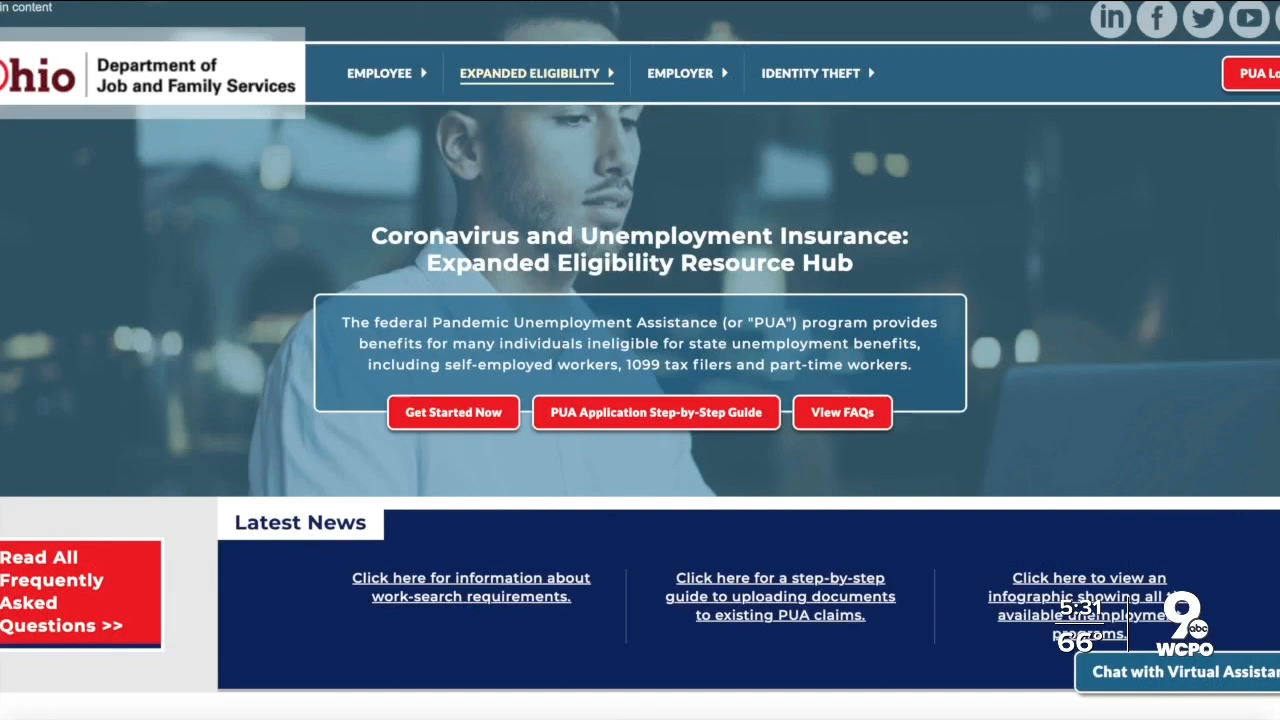 in content
in f
hio
Department of
Job and Family Services
EMPLOYEE
EXPANDED ELIGIBILITY
EMPLOYER
IDENTITY THEFT
PUA Lo
Coronavirus and Unemployment Insurance:
Expanded Eligibility Resource Hub
The federal Pandemic Unemployment Assistance (or "PUA") program provides
benefits for many individuals ineligible for state unemployment benefits,
including self-employed workers, 1099 tax filers and part-time workers.
Get Started Now
PUA Application Step-by-Step Guide
View FAQs
Latest News
Read All
Frequently
Asked
Questions >>
Click here for information about
work-search requirements.
Click here for a step-by-step
guide to uploading documents
to existing PUA claims.
Click here to view an
infographic showing all
available unemployment
programs.
5:31
66°
9
abc
WCPO
Chat with Virtual Assistan